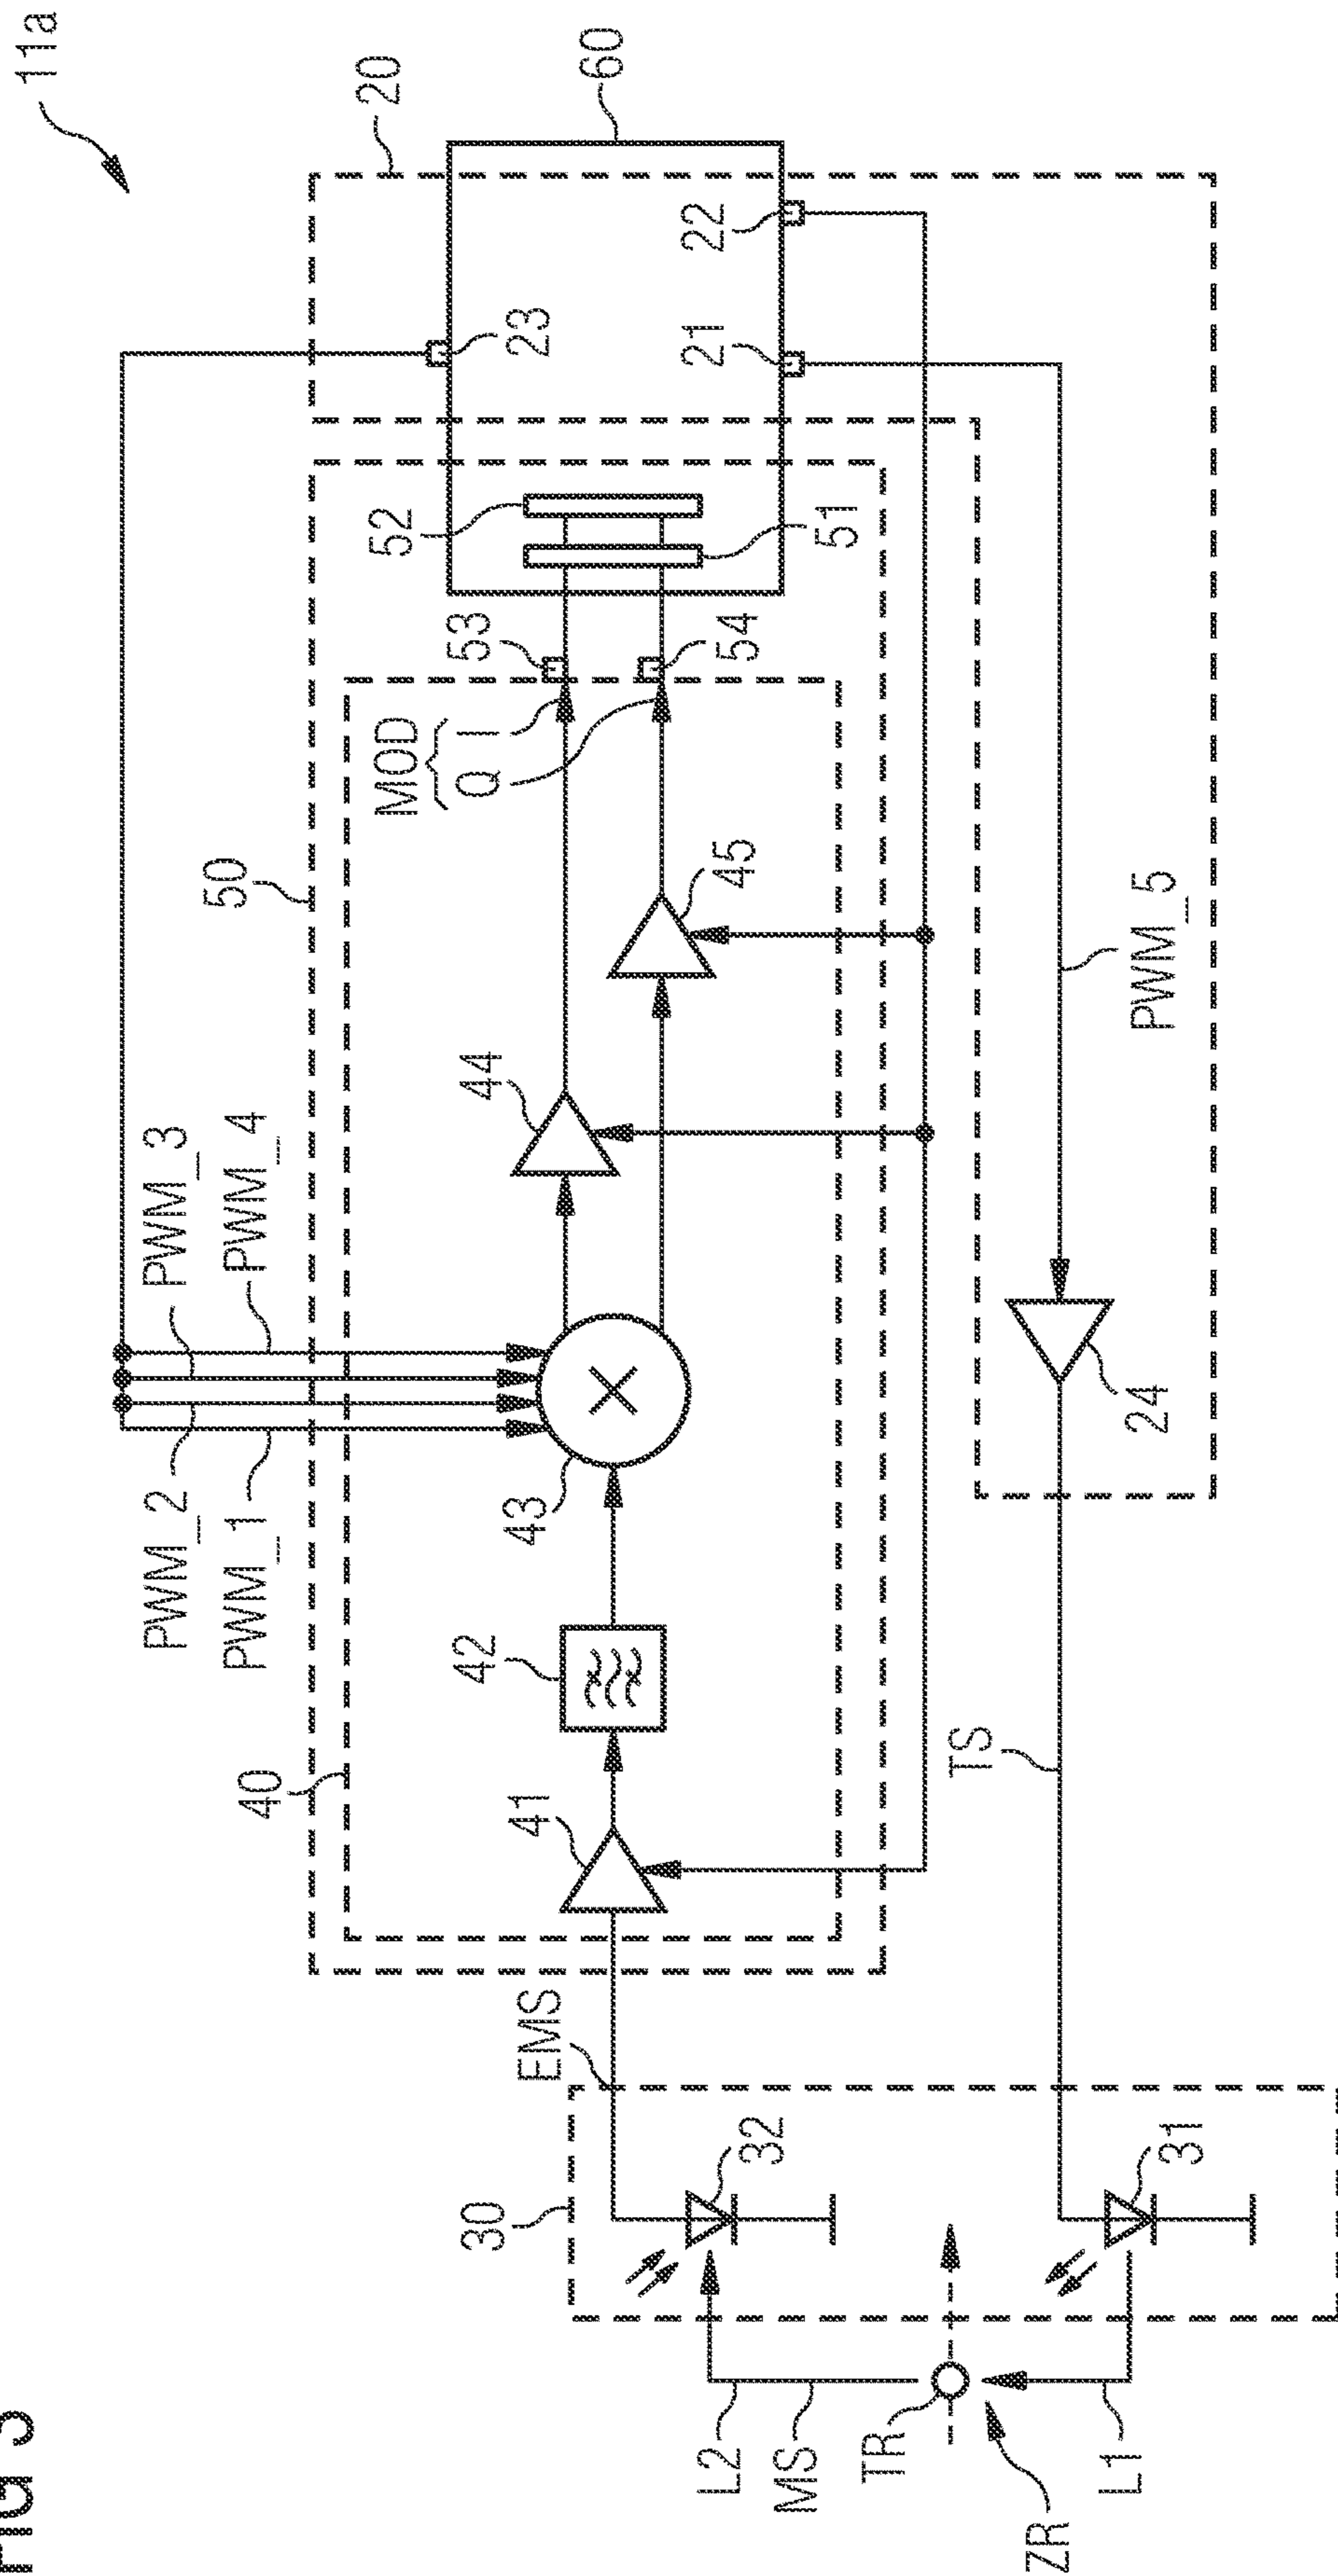 FIG 3
11a
20
60
23
22
21
52
51
53
54
MOD
I
Q
50
45
44
PWM_3
PWM_4
PWM_5
PWM_2
PWM_1
43
24
42
40
41
TS
EMS
30
32
31
L2
MS
TR
ZR
L1